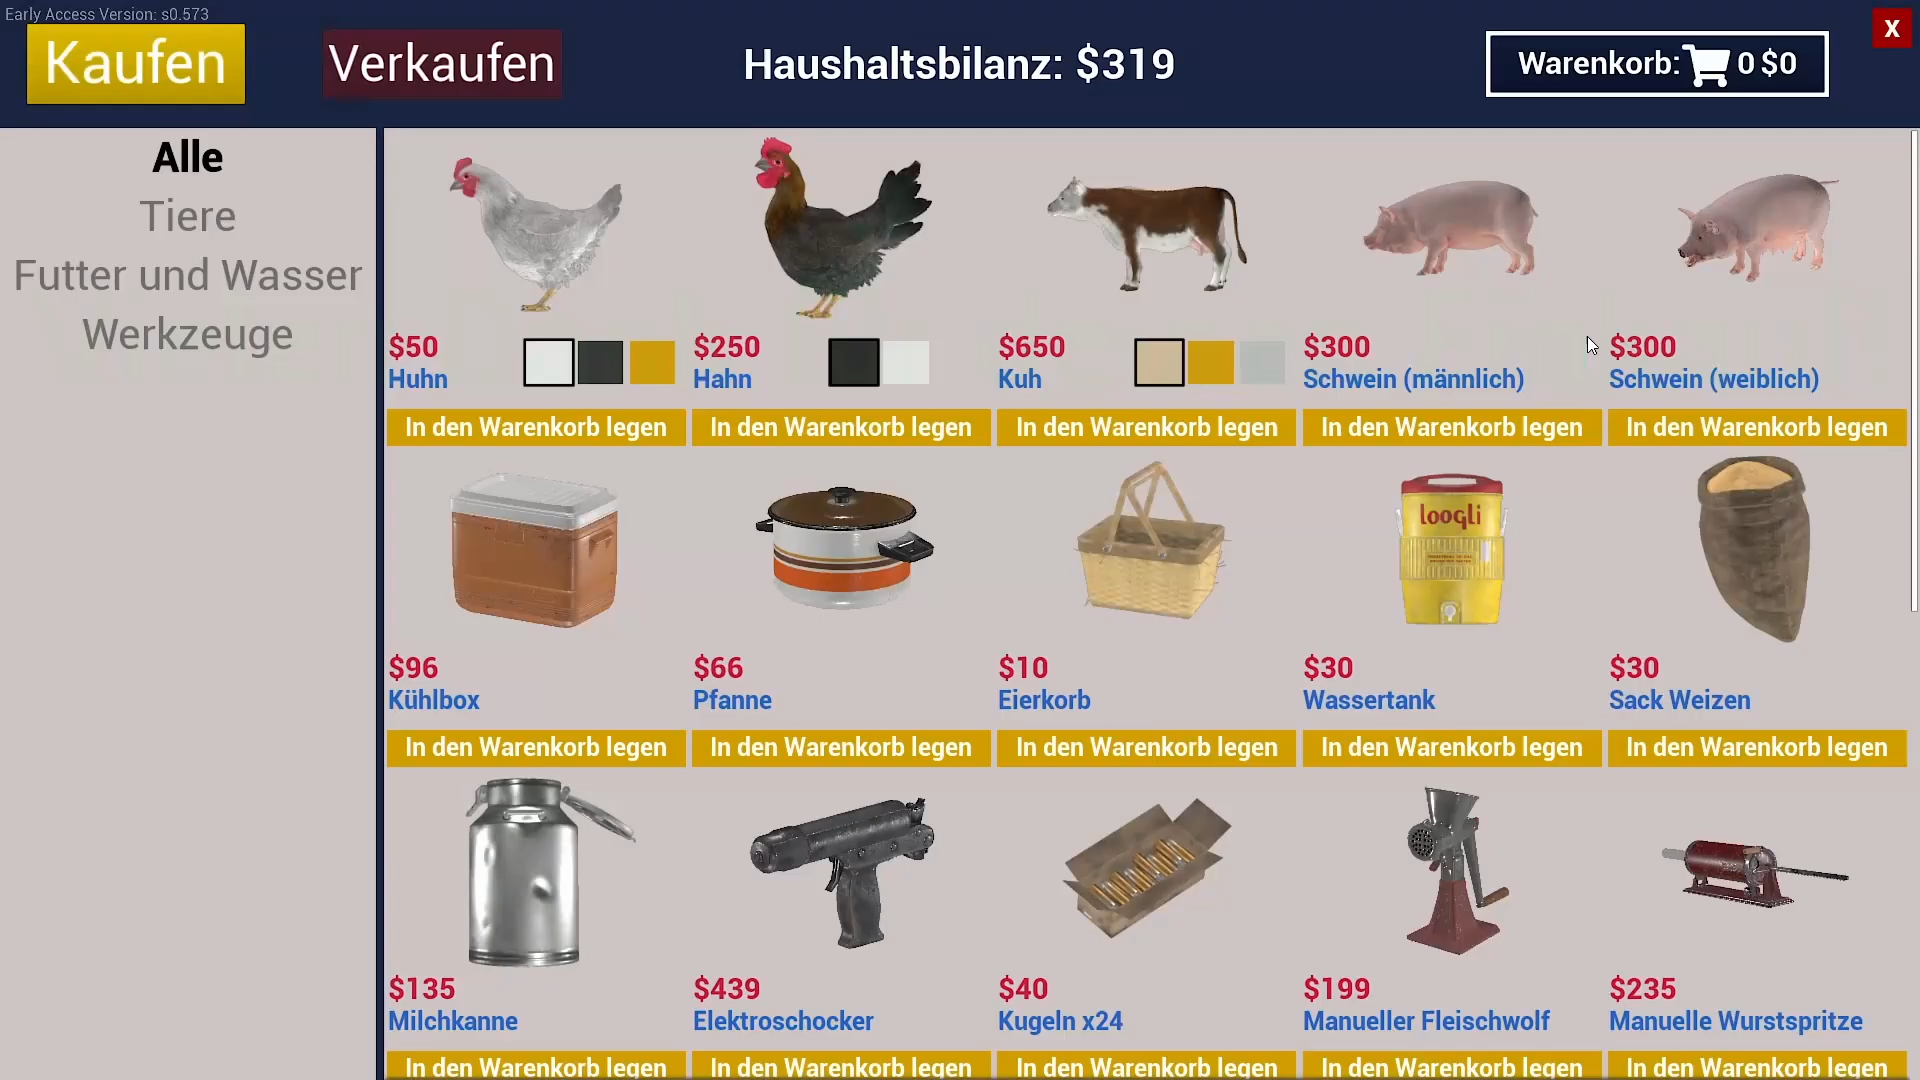 Early Access Version: s0.573
Kaufen
Verkaufen
Haushaltsbilanz: $319
Warenkorb: 0 $0
X
Alle
Tiere
Futter und Wasser
Werkzeuge
$50
Huhn
In den Warenkorb legen
$250
Hahn
In den Warenkorb legen
$650
Kuh
In den Warenkorb legen
$300
Schwein (männlich)
In den Warenkorb legen
$300
Schwein (weiblich)
In den Warenkorb legen
loogli
$96
Kühlbox
In den Warenkorb legen
$66
Pfanne
In den Warenkorb legen
$10
Eierkorb
In den Warenkorb legen
$30
Wassertank
In den Warenkorb legen
$30
Sack Weizen
In den Warenkorb legen
$135
Milchkanne
In den Warenkorb legen
$439
Elektroschocker
In den Warenkorb legen
$40
Kugeln x24
In den Warenkorb legen
$199
Manueller Fleischwolf
In den Warenkorb legen
$235
Manuelle Wurstspritze
In den Warenkorb legen